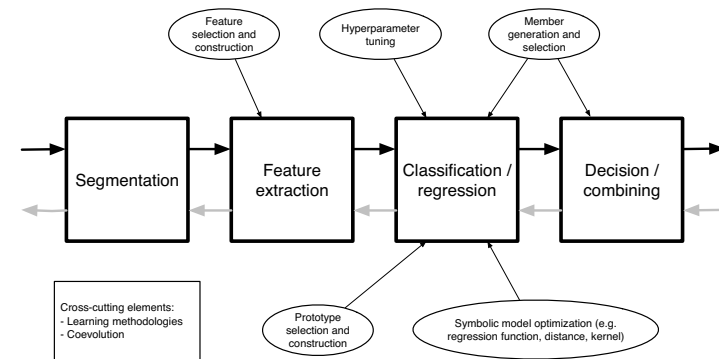 Feature
selection and
construction
Hyperparameter
tuning
Member
generation and
selection
Segmentation
Feature
extraction
Classification /
regression
Decision /
combining
Cross-cutting elements:
- Learning methodologies
- Coevolution
Prototype
selection and
construction
Symbolic model optimization (e.g.
regression function, distance, kernel)